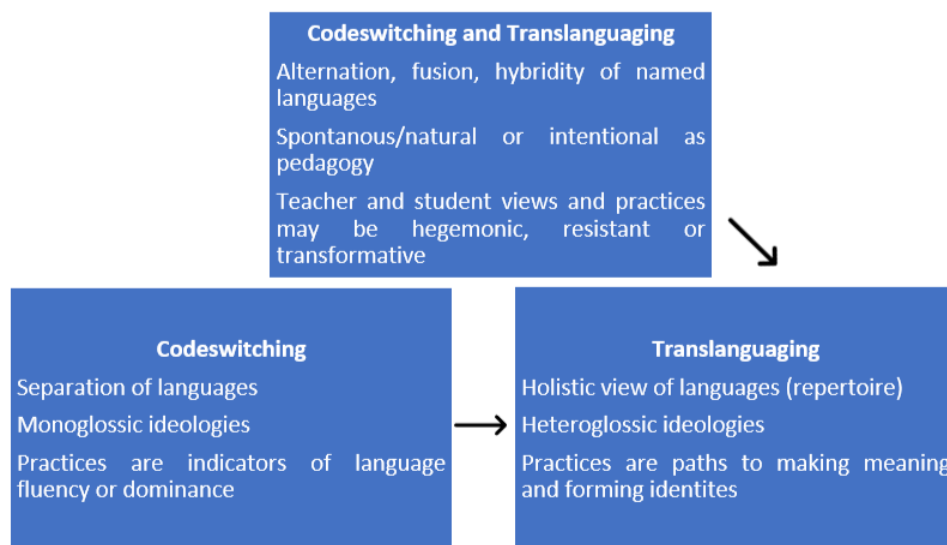 Codeswitching and Translanguaging
Alternation, fusion, hybridity of named
languages
Spontanous/natural or intentional as
pedagogy
Teacher and student views and practices
may be hegemonic, resistant or
transformative
Codeswitching
Separation of languages
Monoglossic ideologies
Practices are indicators of language
fluency or dominance
Translanguaging
Holistic view of languages (repertoire)
Heteroglossic ideologies
Practices are paths to making meaning
and forming identites